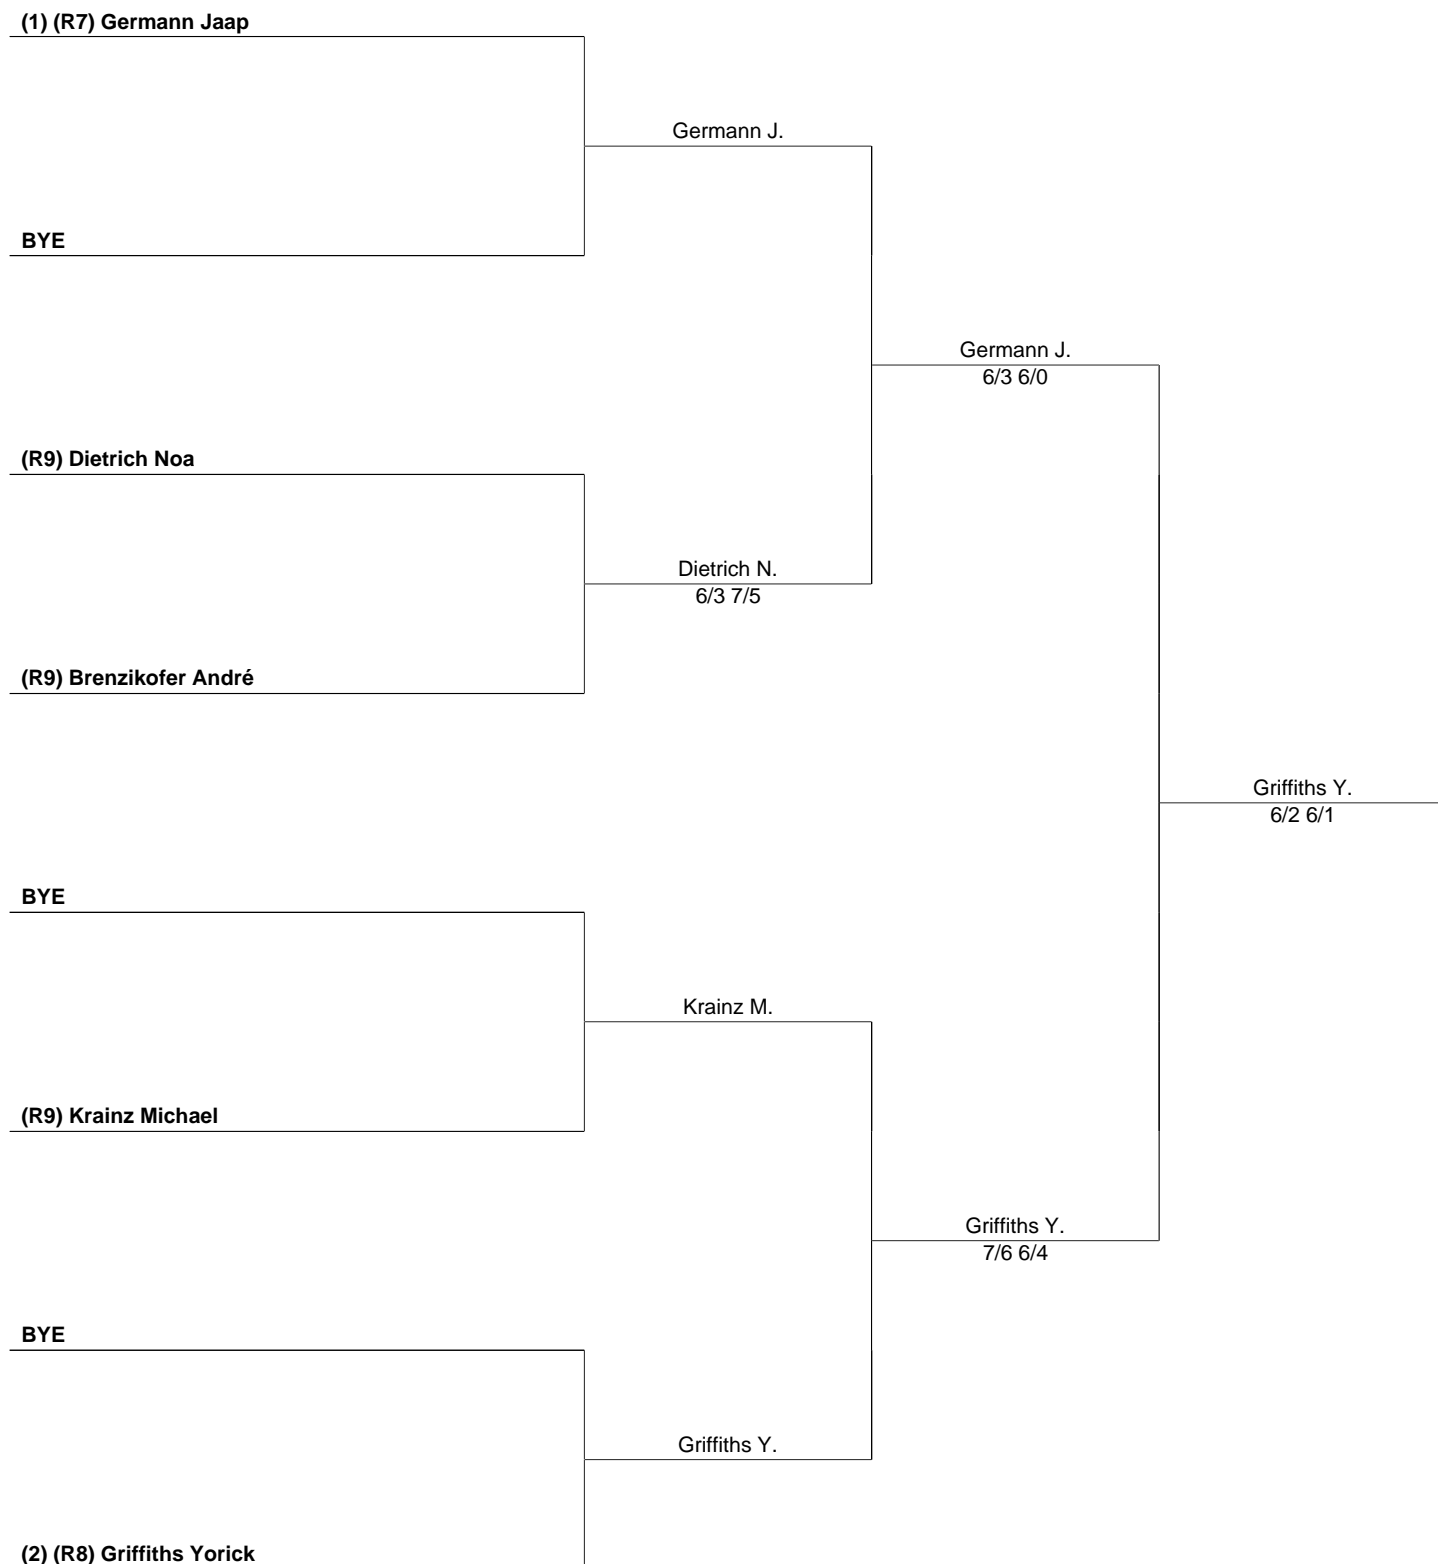 (1) (R7) Germann Jaap
Germann J.
BYE
Germann J.
6/3 6/0
(R9) Dietrich Noa
Dietrich N.
6/3 7/5
(R9) Brenzikofer André
Griffiths Y.
6/2 6/1
BYE
Krainz M.
(R9) Krainz Michael
Griffiths Y.
7/6 6/4
BYE
Griffiths Y.
(2) (R8) Griffiths Yorick